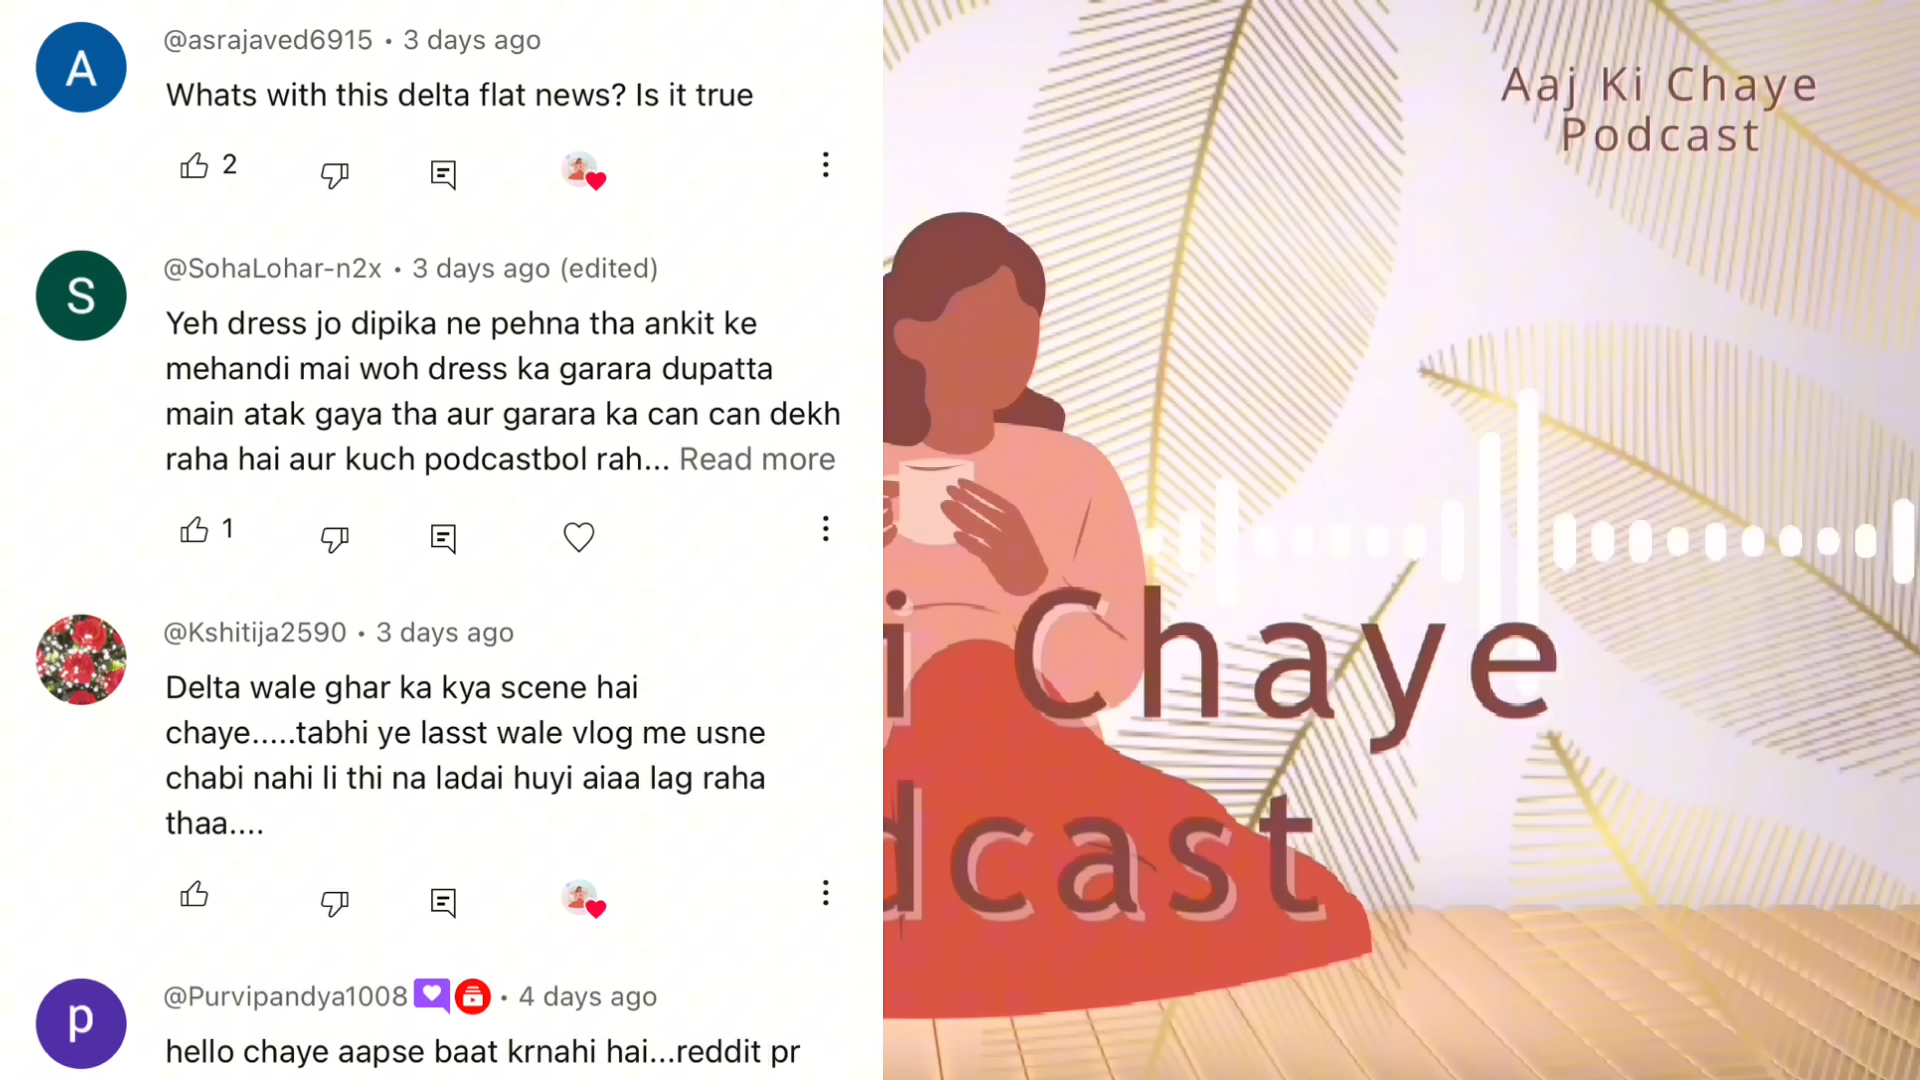 A
@asrajaved6915 • 3 days ago
Whats with this delta flat news? Is it true
2
S
@SohaLohar-n2x • 3 days ago (edited)
Yeh dress jo dipika ne pehna tha ankit ke
mehandi mai woh dress ka garara dupatta
main atak gaya tha aur garara ka can can dekh
raha hai aur kuch podcastbol rah... Read more
1
@Kshitija2590 • 3 days ago
Delta wale ghar ka kya scene hai
chaye.....tabhi ye lasst wale vlog me usne
chabi nahi li thi na ladai huyi aiaa lag raha
thaa....
p
@Purvipandya1008 • 4 days ago
hello chaye aapse baat krnahi hai...reddit pr
Aaj Ki Chaye
Podcast
i Chaye
dcast